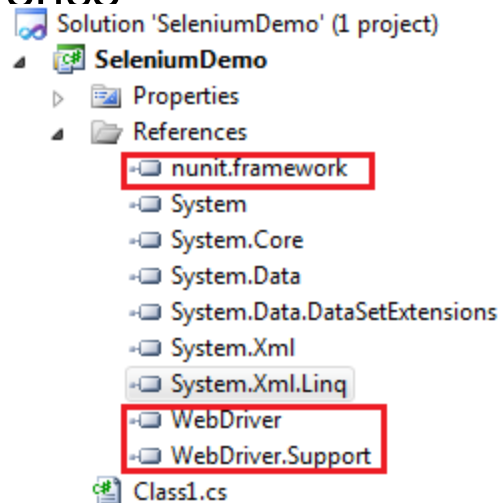 Solution 'SeleniumDemo' (1 project)
SeleniumDemo
Properties
References
nunit.framework
System
System.Core
System.Data
System.Data.DataSetExtensions
System.Xml
System.Xml.Linq
WebDriver
WebDriver.Support
Class1.cs